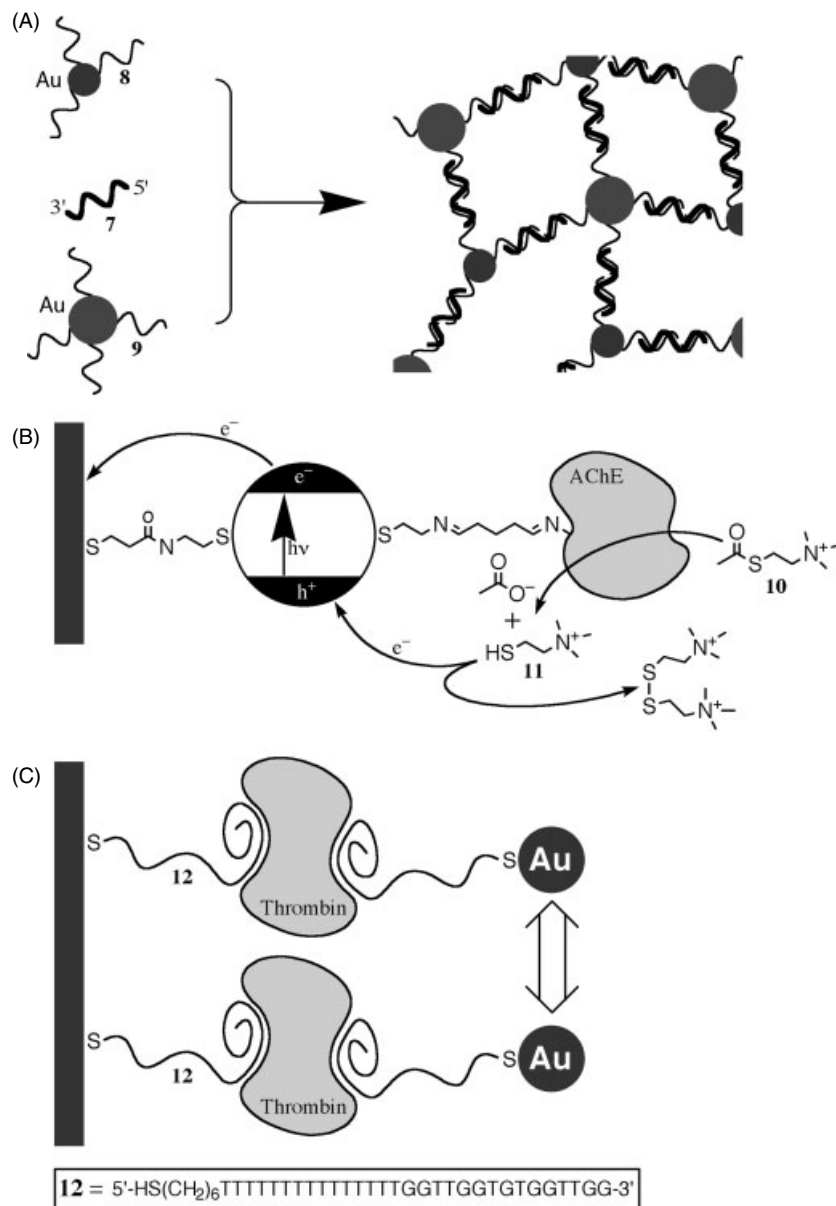 (A)
Au
8
3'
5'
7
Au
9
(B)
e⁻
e⁻
AChE
O
S
N
S
hν
S
N
N
O
S
N⁺
10
h⁺
O
O⁻
+
e⁻
HS
N⁺
11
N⁺
S
S
N⁺
(C)
S
12
Thrombin
S
Au
S
12
Thrombin
S
Au
12 = 5'-HS(CH₂)₆TTTTTTTTTTTTTTTGGTTGGTGTGGTTGG-3'